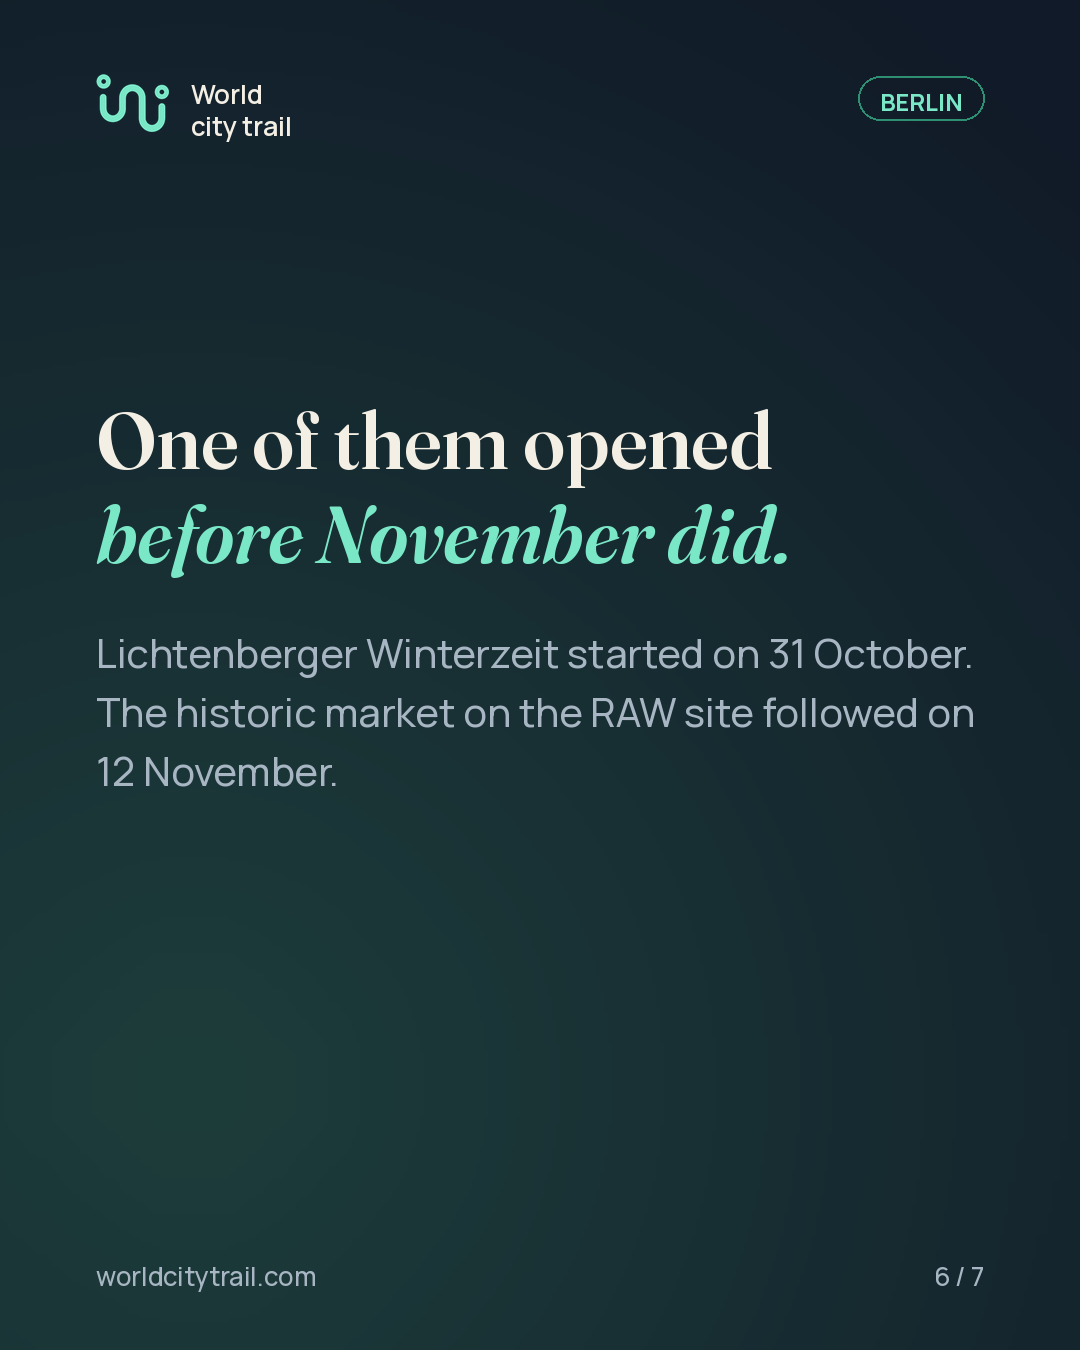 World
city trail
BERLIN
One of them opened
before November did.
Lichtenberger Winterzeit started on 31 October.
The historic market on the RAW site followed on
12 November.
worldcitytrail.com
6 / 7